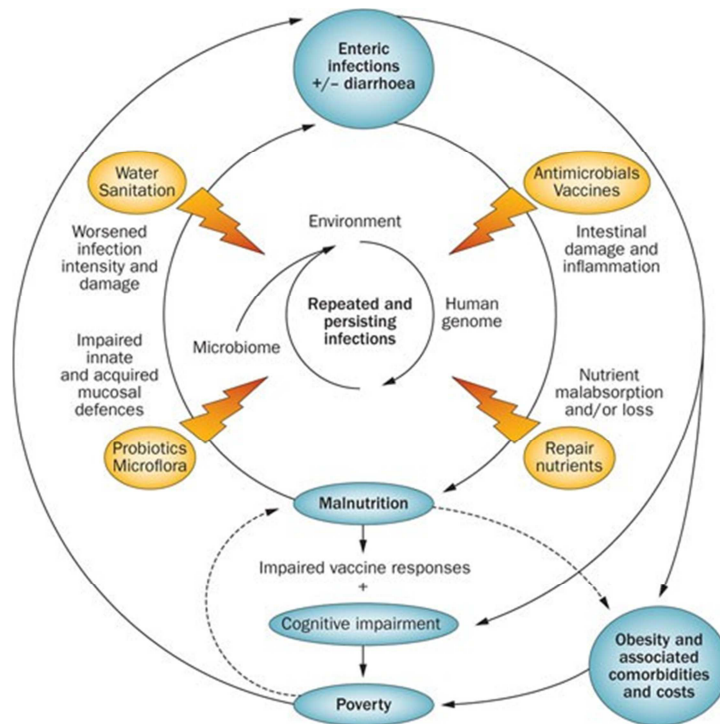 Enteric
infections
+/– diarrhoea
Water
Sanitation
Antimicrobials
Vaccines
Worsened
infection
intensity and
damage
Environment
Intestinal
damage and
inflammation
Repeated and
persisting
infections
Human
genome
Microbiome
Impaired
innate
and acquired
mucosal
defences
Nutrient
malabsorption
and/or loss
Probiotics
Microflora
Repair
nutrients
Malnutrition
Impaired vaccine responses
+
Cognitive impairment
Obesity and
associated
comorbidities
and costs
Poverty